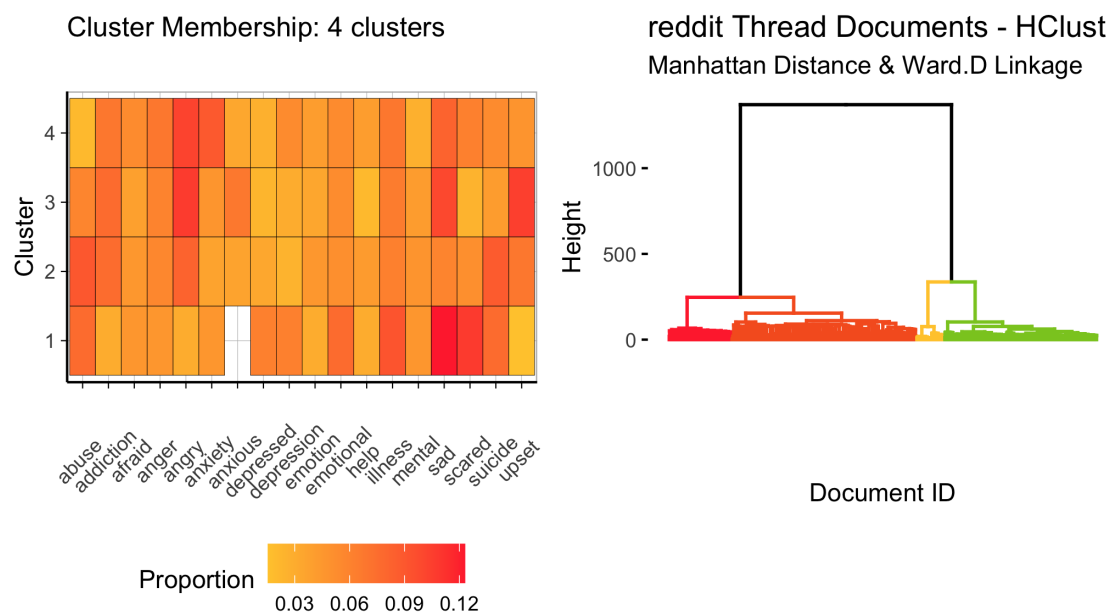 Cluster Membership: 4 clusters
Cluster
4
3
2
1
abuse
addiction
afraid
anger
angry
anxiety
anxious
depressed
depression
emotion
emotional
help
illness
mental
sad
scared
suicide
upset
Proportion
0.03 0.06 0.09 0.12
reddit Thread Documents - HClust
Manhattan Distance & Ward.D Linkage
Height
1000
500
0
Document ID